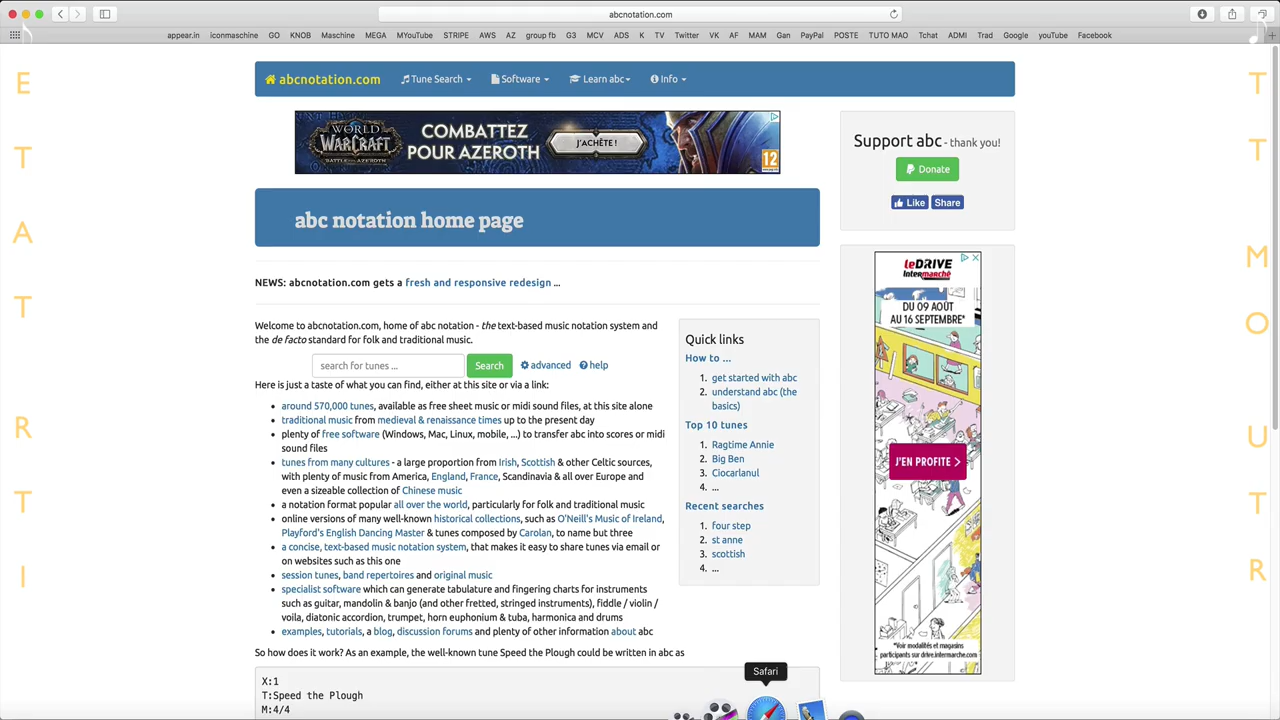 abcnotation.com
appear.in iconmaschine GO KNOB Maschine MEGA MYouTube STRIPE AWS AZ group fb G3 MCV ADS K TV Twitter VK AF MAM Gan PayPal POSTE TUTO MAO Tchat ADMI Trad Google youTube Facebook
abcnotation.com Tune Search Software Learn abc Info
WORLD WARCRAFT
COMBATTEZ
POUR AZEROTH
J'ACHÈTE !
12
Support abc - thank you!
Donate
Like Share
abc notation home page
NEWS: abcnotation.com gets a fresh and responsive redesign ...
Welcome to abcnotation.com, home of abc notation - the text-based music notation system and
the de facto standard for folk and traditional music.
search for tunes ... Search advanced help
Here is just a taste of what you can find, either at this site or via a link:
• around 570,000 tunes, available as free sheet music or midi sound files, at this site alone
• traditional music from medieval & renaissance times up to the present day
• plenty of free software (Windows, Mac, Linux, mobile, ...) to transfer abc into scores or midi
sound files
• tunes from many cultures - a large proportion from Irish, Scottish & other Celtic sources,
with plenty of music from America, England, France, Scandinavia & all over Europe and
even a sizeable collection of Chinese music
• a notation format popular all over the world, particularly for folk and traditional music
• online versions of many well-known historical collections, such as O'Neill's Music of Ireland,
Playford's English Dancing Master & tunes composed by Carolan, to name but three
• a concise, text-based music notation system, that makes it easy to share tunes via email or
on websites such as this one
• session tunes, band repertoires and original music
• specialist software which can generate tabulature and fingering charts for instruments
such as guitar, mandolin & banjo (and other fretted, stringed instruments), fiddle / violin /
voila, diatonic accordion, trumpet, horn euphonium & tuba, harmonica and drums
• examples, tutorials, a blog, discussion forums and plenty of other information about abc
So how does it work? As an example, the well-known tune Speed the Plough could be written in abc as
X:1
T:Speed the Plough
M:4/4
Quick links
How to ...
1. get started with abc
2. understand abc (the
basics)
Top 10 tunes
1. Ragtime Annie
2. Big Ben
3. Ciocarlanul
4. ...
Recent searches
1. four step
2. st anne
3. scottish
4. ...
leDRIVE
Intermarché
DU 09 AOÛT
AU 16 SEPTEMBRE*
J'EN PROFITE >
*Voir modalités et magasins
participants sur drive.intermarche.com
Safari
E
T
A
T
R
T
I
T
T
M
O
U
T
R